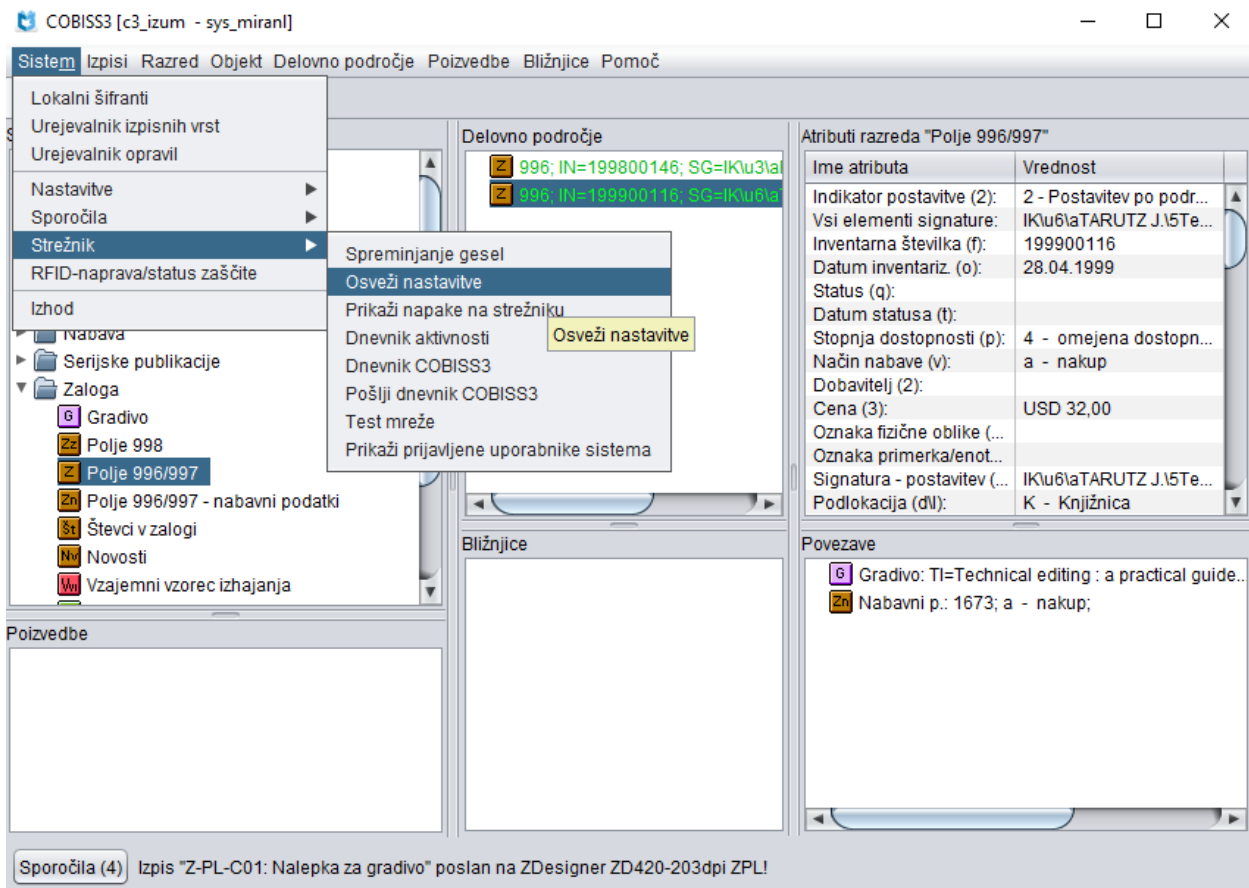 COBISS3 [c3_izum - sys_miranl]
Sistem Izpisi Razred Objekt Delovno področje Poizvedbe Bližnjice Pomoč
Lokalni šifranti
Urejevalnik izpisnih vrst
Urejevalnik opravil
Nastavitve
Sporočila
Strežnik
RFID-naprava/status zaščite
Izhod
Spreminjanje gesel
Osveži nastavitve
Prikaži napake na strežniku
Dnevnik aktivnosti
Dnevnik COBISS3
Pošlji dnevnik COBISS3
Test mreže
Prikaži prijavljene uporabnike sistema
Osveži nastavitve
S
Nabava
Serijske publikacije
Zaloga
G Gradivo
Zz Polje 998
Z Polje 996/997
Zn Polje 996/997 - nabavni podatki
Št Števci v zalogi
Nv Novosti
Vw Vzajemni vzorec izhajanja
Poizvedbe
Delovno področje
Z 996; IN=199800146; SG=IK\u3\a
Z 996; IN=199900116; SG=IK\u6\a
Bližnjice
Atributi razreda "Polje 996/997"
Ime atributa Vrednost
Indikator postavitve (2): 2 - Postavitev po podr...
Vsi elementi signature: IK\u6\aTARUTZ J.\5Te...
Inventarna številka (f): 199900116
Datum inventariz. (o): 28.04.1999
Status (q):
Datum statusa (t):
Stopnja dostopnosti (p): 4 - omejena dostopn...
Način nabave (v): a - nakup
Dobavitelj (2):
Cena (3): USD 32,00
Oznaka fizične oblike (...
Oznaka primerka/enot...
Signatura - postavitev (... IK\u6\aTARUTZ J.\5Te...
Podlokacija (d\l): K - Knjižnica
Povezave
G Gradivo: TI=Technical editing : a practical guide..
Zn Nabavni p.: 1673; a - nakup;
Sporočila (4) Izpis "Z-PL-C01: Nalepka za gradivo" poslan na ZDesigner ZD420-203dpi ZPL!